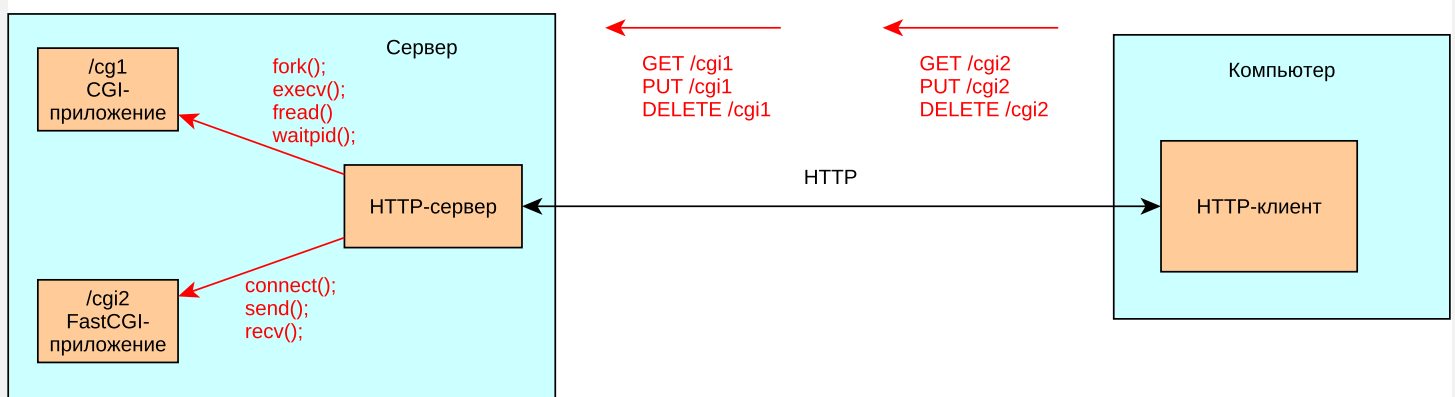 Сервер
/cg1
CGI-
приложение
fork();
execv();
fread()
waitpid();
HTTP-сервер
/cgi2
FastCGI-
приложение
connect();
send();
recv();
GET /cgi1
PUT /cgi1
DELETE /cgi1
GET /cgi2
PUT /cgi2
DELETE /cgi2
HTTP
Компьютер
HTTP-клиент